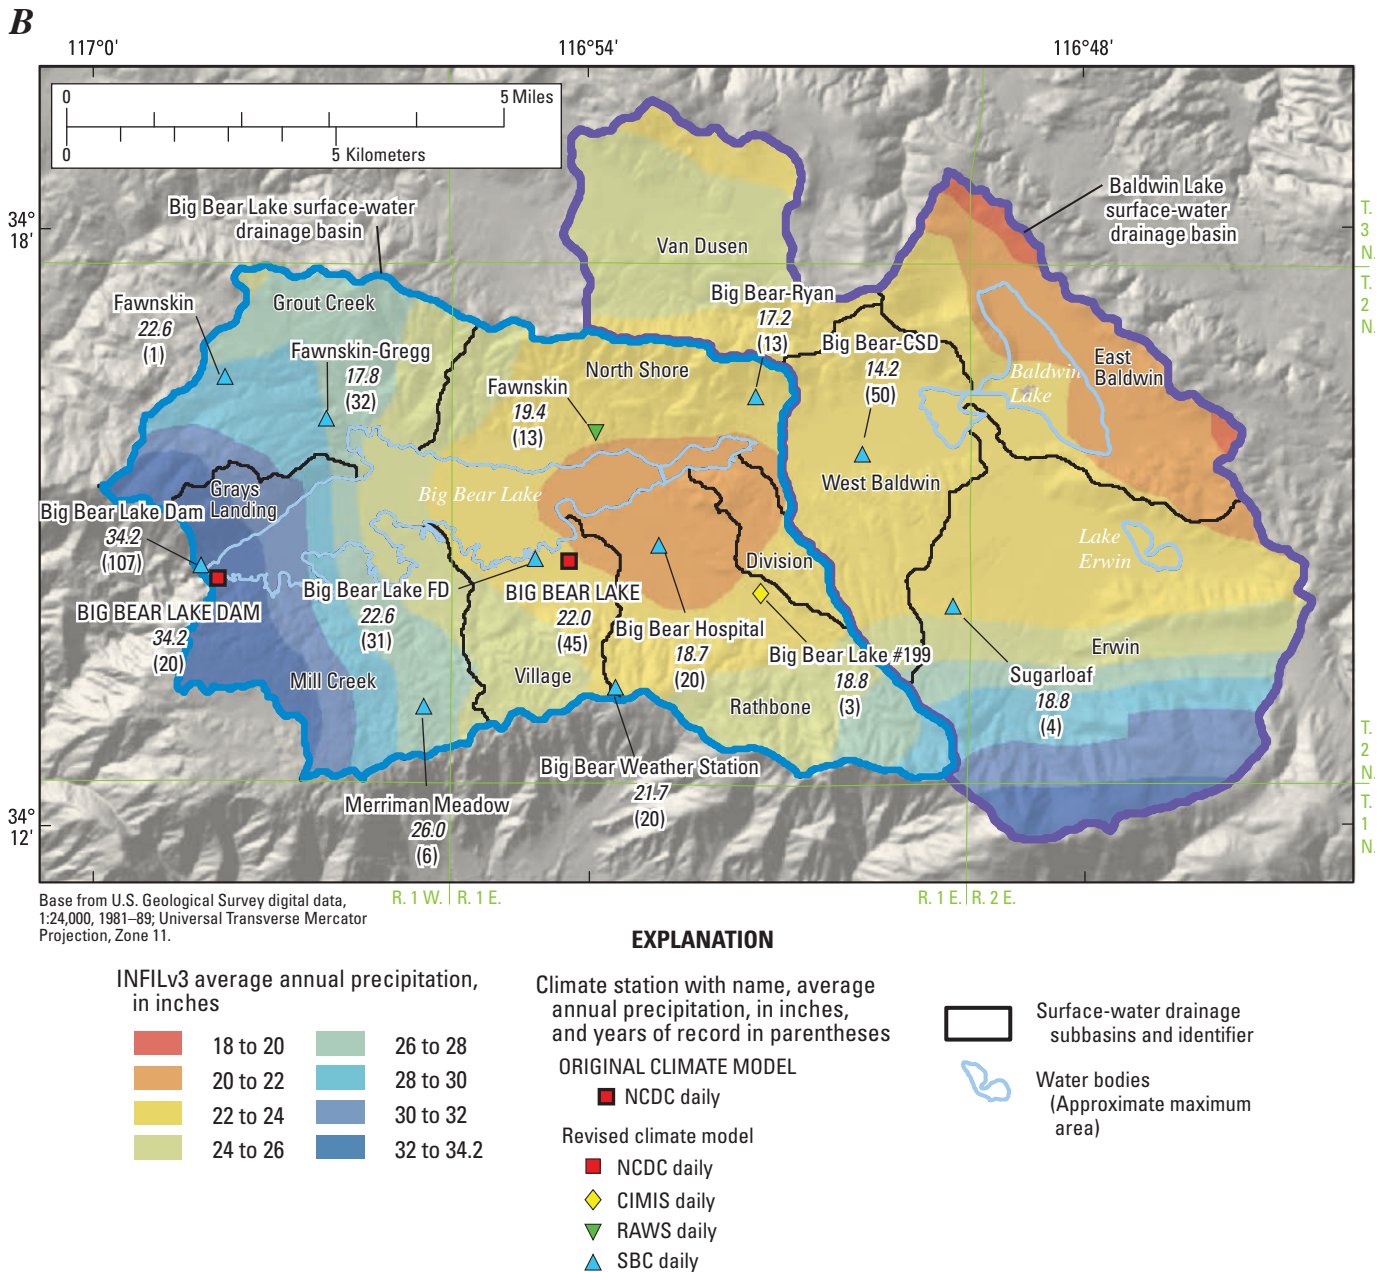 B
117°0'
116°54'
116°48'
0
5 Miles
0
5 Kilometers
34°
18'
34°
12'
T.
3
N.
T.
2
N.
T.
2
N.
T.
1
N.
Big Bear Lake surface-water
drainage basin
Baldwin Lake
surface-water
drainage basin
Van Dusen
Grout Creek
Fawnskin
22.6
(1)
Fawnskin-Gregg
17.8
(32)
Big Bear-Ryan
17.2
(13)
Big Bear-CSD
14.2
(50)
North Shore
Fawnskin
19.4
(13)
East
Baldwin
Baldwin
Lake
Grays
Landing
Big Bear Lake
West Baldwin
Big Bear Lake Dam
34.2
(107)
Lake
Erwin
Division
BIG BEAR LAKE DAM
34.2
(20)
Big Bear Lake FD
22.6
(31)
BIG BEAR LAKE
22.0
(45)
Big Bear Hospital
18.7
(20)
Big Bear Lake #199
18.8
(3)
Erwin
Sugarloaf
18.8
(4)
Mill Creek
Village
Rathbone
Big Bear Weather Station
21.7
(20)
Merriman Meadow
26.0
(6)
R. 1 W.
R. 1 E.
R. 1 E.
R. 2 E.
Base from U.S. Geological Survey digital data,
1:24,000, 1981–89; Universal Transverse Mercator
Projection, Zone 11.
EXPLANATION
INFILv3 average annual precipitation,
in inches
18 to 20
20 to 22
22 to 24
24 to 26
26 to 28
28 to 30
30 to 32
32 to 34.2
Climate station with name, average
annual precipitation, in inches,
and years of record in parentheses
ORIGINAL CLIMATE MODEL
NCDC daily
Revised climate model
NCDC daily
CIMIS daily
RAWS daily
SBC daily
Surface-water drainage
subbasins and identifier
Water bodies
(Approximate maximum
area)